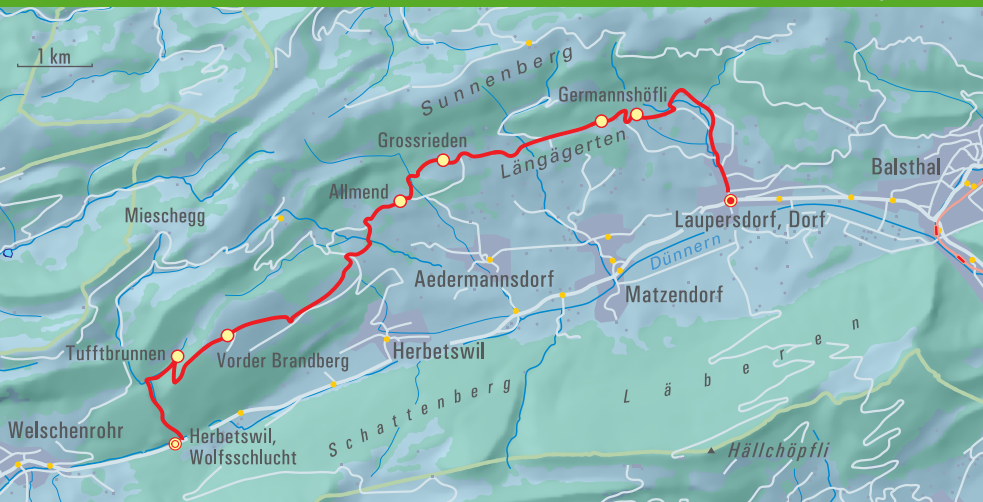 1 km
Sunnenberg
Germannshöfli
Grossrieden
Längägerten
Balsthal
Allmend
Mieschegg
Laupersdorf, Dorf
Dünnern
Aedermannsdorf
Matzendorf
Tufftbrunnen
Vorder Brandberg
Herbetswil
Läberen
Schattenberg
Welschenrohr
Herbetswil,
Wolfsschlucht
Hällchöpfli